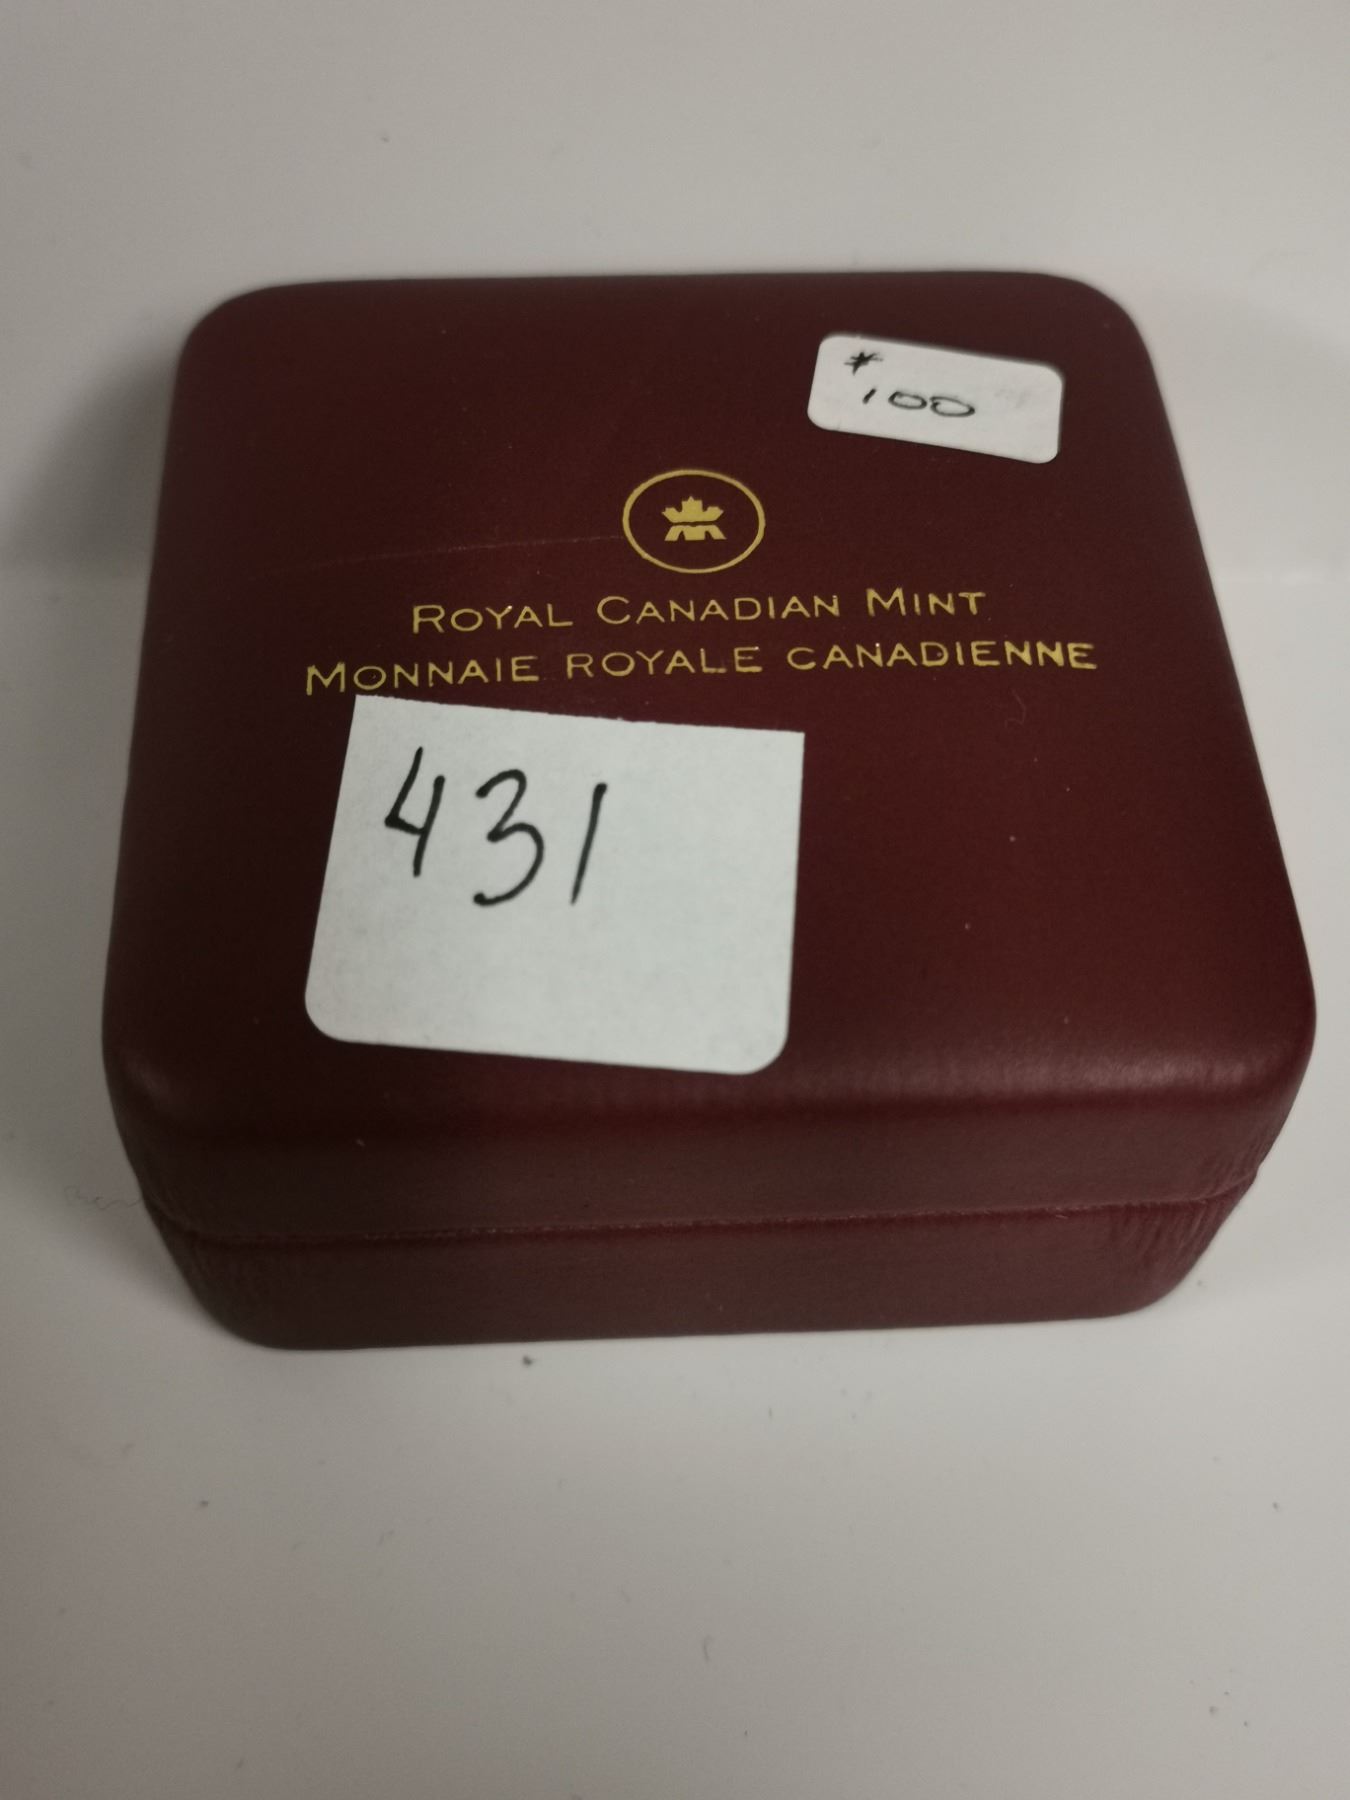 *
100
ROYAL CANADIAN MINT
MONNAIE ROYALE CANADIENNE
431